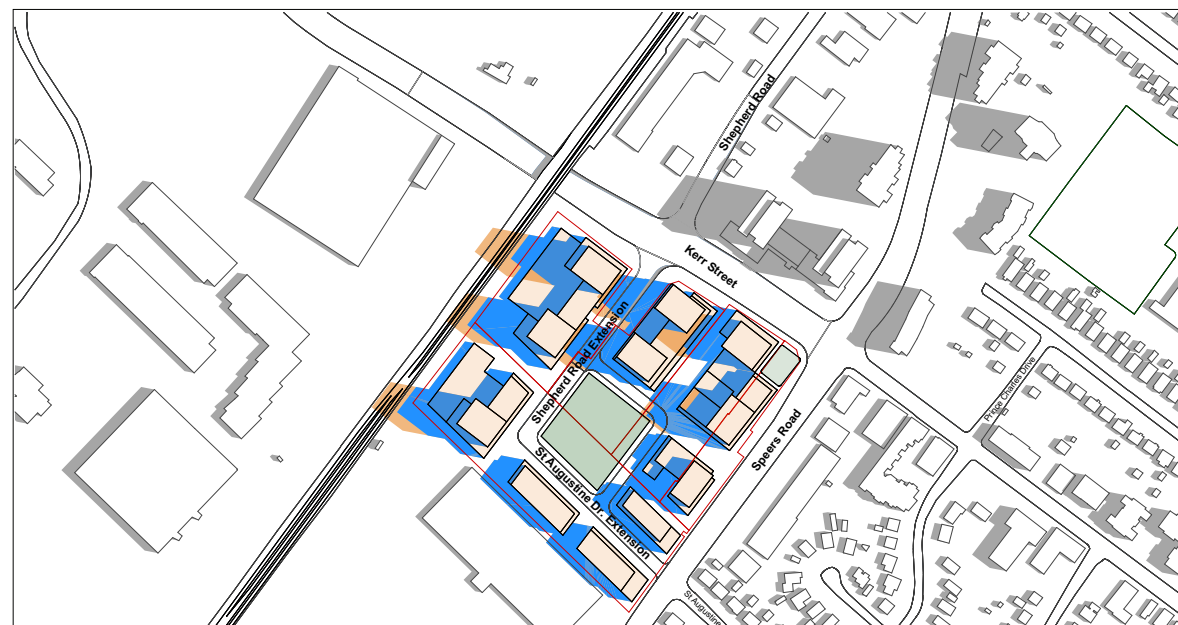 Shepherd Road
Kerr Street
Shepherd Road Extension
Prince Charles Drive
Speers Road
St Augustine Dr. Extension
St Augustine